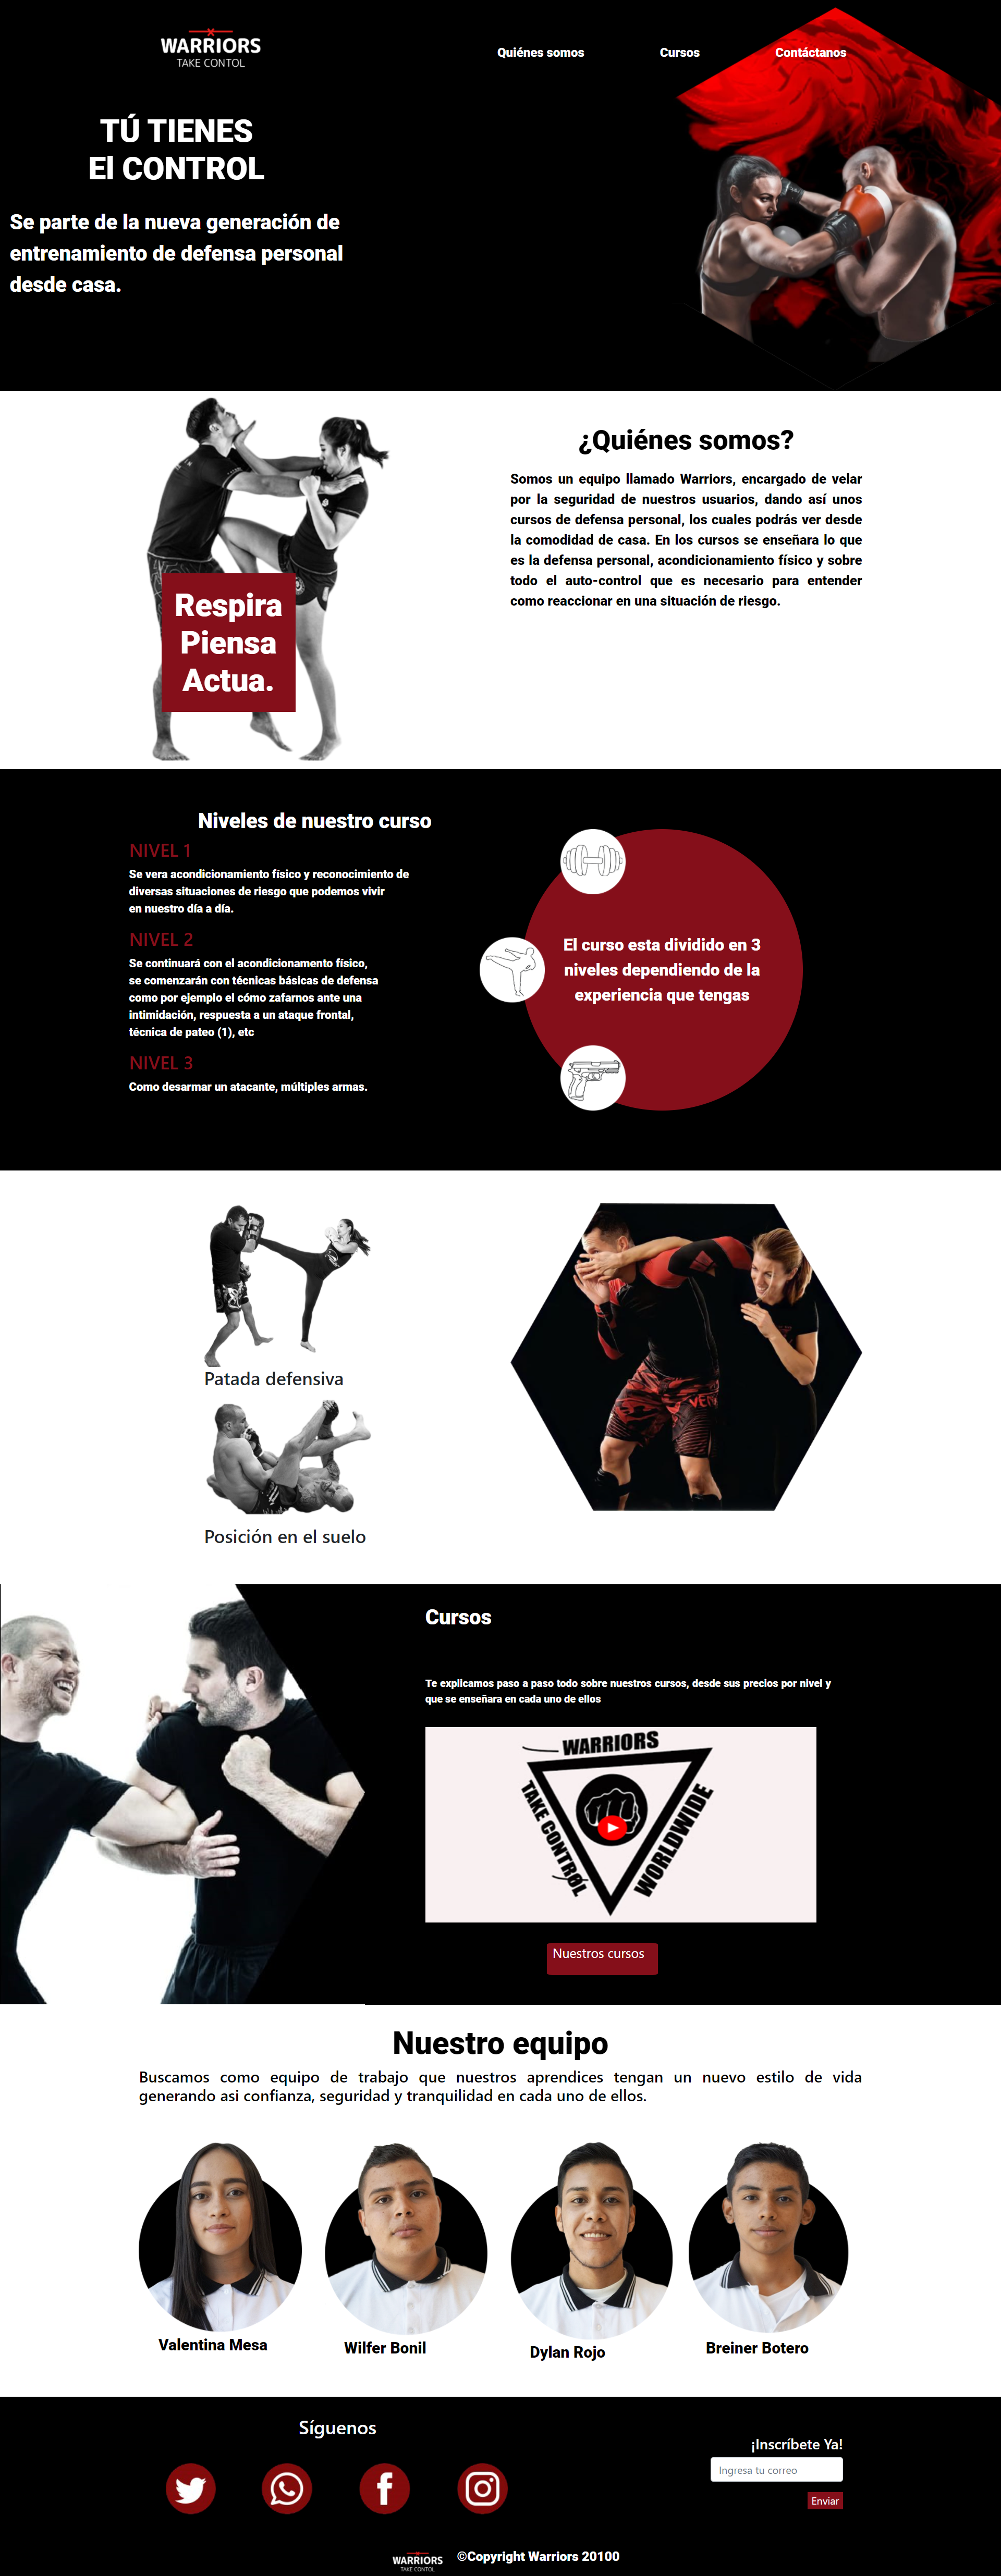 WARRIORS
TAKE CONTOL
Quiénes somos
Cursos
Contáctanos
TÚ TIENES
El CONTROL
Se parte de la nueva generación de
entrenamiento de defensa personal
desde casa.
¿Quiénes somos?
Somos un equipo llamado Warriors, encargado de velar
por la seguridad de nuestros usuarios, dando así unos
cursos de defensa personal, los cuales podrás ver desde
la comodidad de casa. En los cursos se enseñara lo que
es la defensa personal, acondicionamiento físico y sobre
todo el auto-control que es necesario para entender
como reaccionar en una situación de riesgo.
Respira
Piensa
Actua.
Niveles de nuestro curso
NIVEL 1
Se vera acondicionamiento físico y reconocimiento de
diversas situaciones de riesgo que podemos vivir
en nuestro día a día.
NIVEL 2
Se continuará con el acondicionamento físico,
se comenzarán con técnicas básicas de defensa
como por ejemplo el cómo zafarnos ante una
intimidación, respuesta a un ataque frontal,
técnica de pateo (1), etc
NIVEL 3
Como desarmar un atacante, múltiples armas.
El curso esta dividido en 3
niveles dependiendo de la
experiencia que tengas
Patada defensiva
Posición en el suelo
Cursos
Te explicamos paso a paso todo sobre nuestros cursos, desde sus precios por nivel y
que se enseñara en cada uno de ellos
WARRIORS
TAKE CONTROL
WORLDWIDE
Nuestros cursos
Nuestro equipo
Buscamos como equipo de trabajo que nuestros aprendices tengan un nuevo estilo de vida
generando asi confianza, seguridad y tranquilidad en cada uno de ellos.
Valentina Mesa
Wilfer Bonil
Dylan Rojo
Breiner Botero
Síguenos
¡Inscríbete Ya!
Ingresa tu correo
Enviar
WARRIORS
TAKE CONTOL
©Copyright Warriors 20100